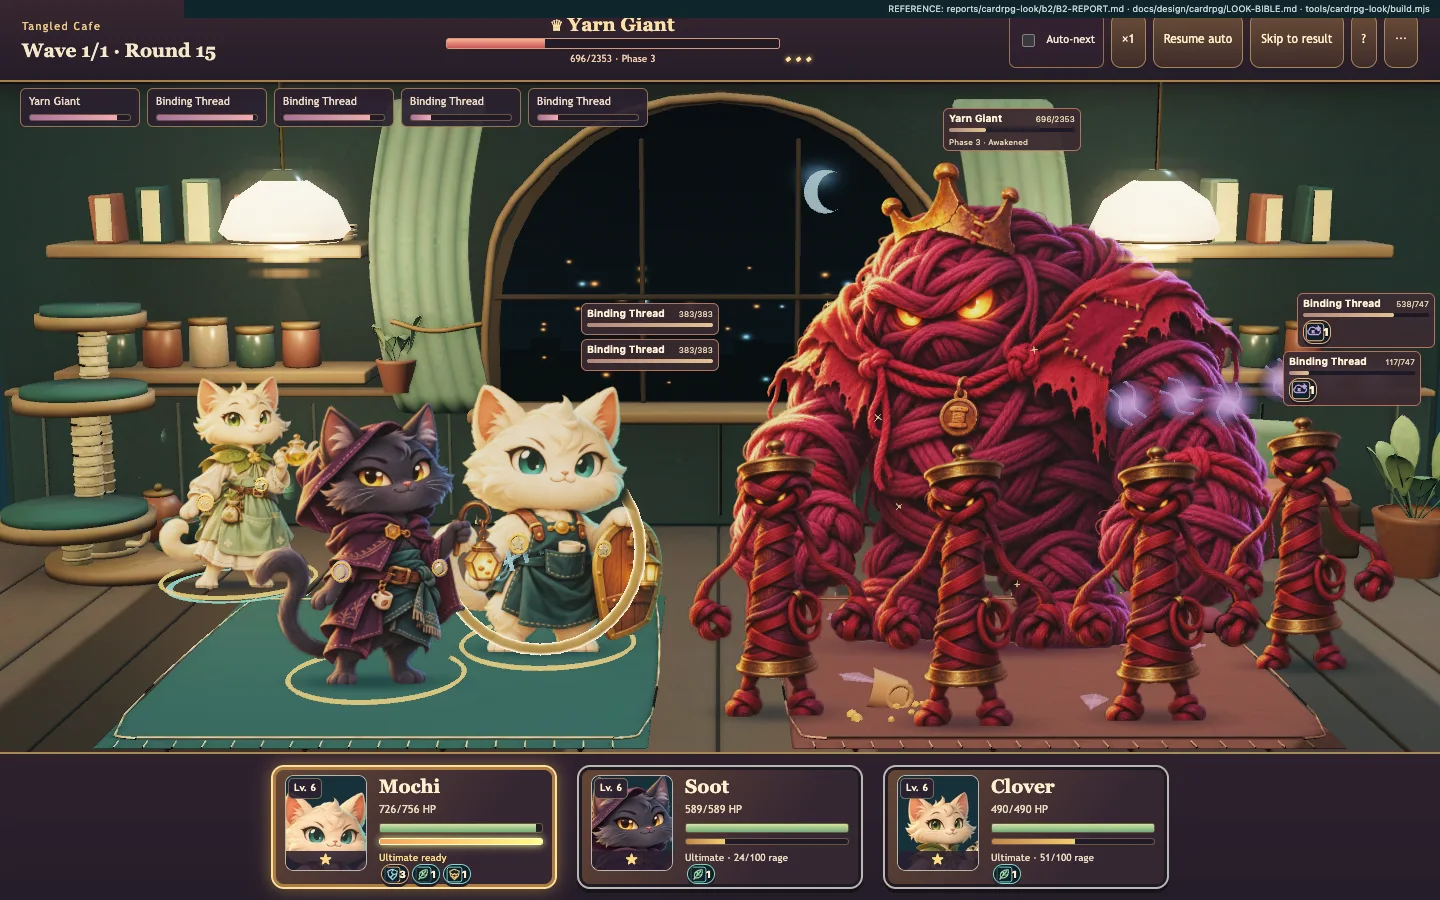 REFERENCE: reports/cardrpg-look/b2/B2-REPORT.md · docs/design/cardrpg/LOOK-BIBLE.md · tools/cardrpg-look/build.mjs
Tangled Cafe
Wave 1/1 · Round 15
♛ Yarn Giant
696/2353 · Phase 3
Auto-next
×1
Resume auto
Skip to result
?
...
Yarn Giant
Binding Thread
Binding Thread
Binding Thread
Binding Thread
Yarn Giant 696/2353
Phase 3 · Awakened
Binding Thread 383/383
Binding Thread 383/383
Binding Thread 538/747
1
Binding Thread 117/747
1
Lv. 6
Mochi
726/756 HP
Ultimate ready
3 1 1
Lv. 6
Soot
589/589 HP
Ultimate · 24/100 rage
1
Lv. 6
Clover
490/490 HP
Ultimate · 51/100 rage
1